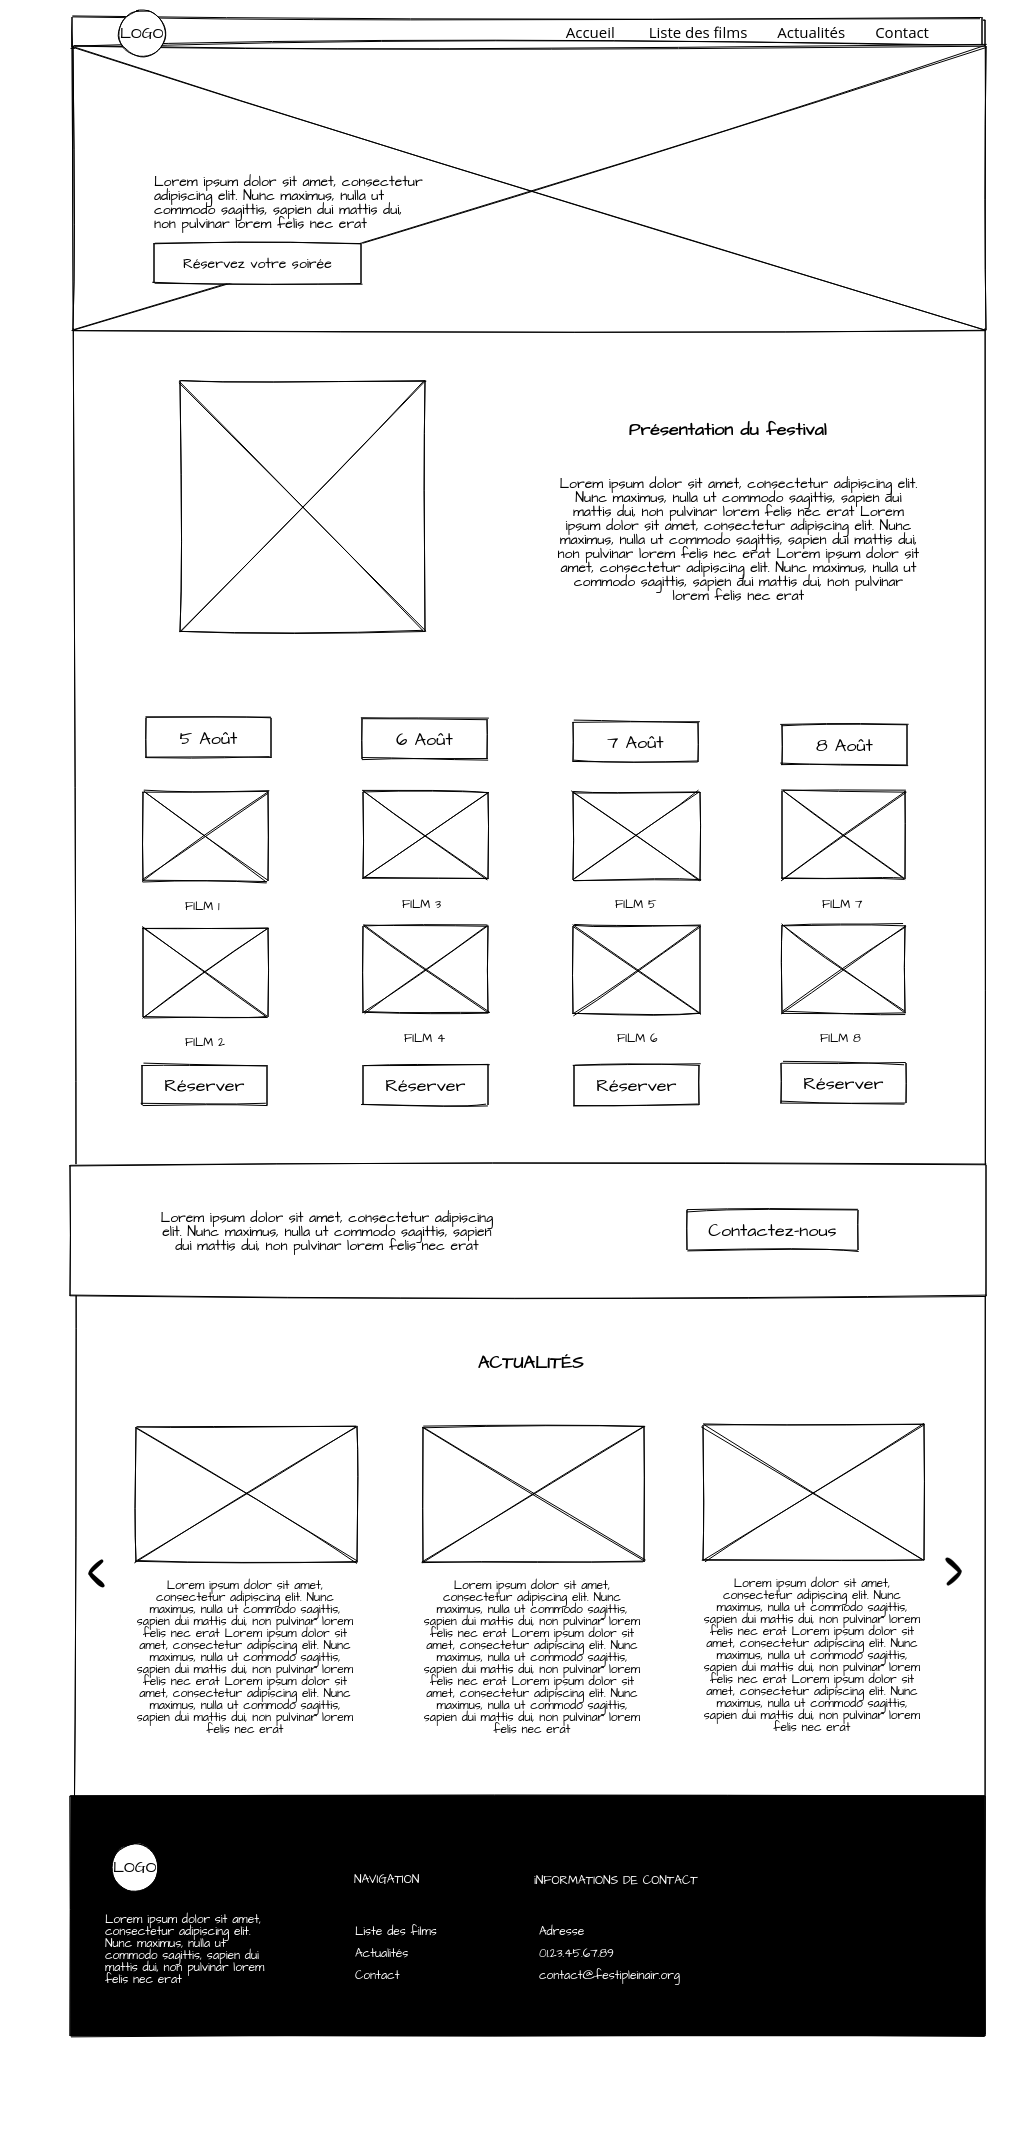 LOGO
Accueil Liste des films Actualités Contact
Lorem ipsum dolor sit amet, consectetur
adipiscing elit. Nunc maximus, nulla ut
commodo sagittis, sapien dui mattis dui,
non pulvinar lorem felis nec erat
Réservez votre soirée
Présentation du festival
Lorem ipsum dolor sit amet, consectetur adipiscing elit.
Nunc maximus, nulla ut commodo sagittis, sapien dui
mattis dui, non pulvinar lorem felis nec erat Lorem
ipsum dolor sit amet, consectetur adipiscing elit. Nunc
maximus, nulla ut commodo sagittis, sapien dui mattis dui,
non pulvinar lorem felis nec erat Lorem ipsum dolor sit
amet, consectetur adipiscing elit. Nunc maximus, nulla ut
commodo sagittis, sapien dui mattis dui, non pulvinar
lorem felis nec erat
5 Août
6 Août
7 Août
8 Août
FILM 1
FILM 3
FILM 5
FILM 7
FILM 2
FILM 4
FILM 6
FILM 8
Réserver
Réserver
Réserver
Réserver
Lorem ipsum dolor sit amet, consectetur adipiscing
elit. Nunc maximus, nulla ut commodo sagittis, sapien
dui mattis dui, non pulvinar lorem felis nec erat
Contactez-nous
ACTUALITÉS
Lorem ipsum dolor sit amet,
consectetur adipiscing elit. Nunc
maximus, nulla ut commodo sagittis,
sapien dui mattis dui, non pulvinar lorem
felis nec erat Lorem ipsum dolor sit
amet, consectetur adipiscing elit. Nunc
maximus, nulla ut commodo sagittis,
sapien dui mattis dui, non pulvinar lorem
felis nec erat Lorem ipsum dolor sit
amet, consectetur adipiscing elit. Nunc
maximus, nulla ut commodo sagittis,
sapien dui mattis dui, non pulvinar lorem
felis nec erat
Lorem ipsum dolor sit amet,
consectetur adipiscing elit. Nunc
maximus, nulla ut commodo sagittis,
sapien dui mattis dui, non pulvinar lorem
felis nec erat Lorem ipsum dolor sit
amet, consectetur adipiscing elit. Nunc
maximus, nulla ut commodo sagittis,
sapien dui mattis dui, non pulvinar lorem
felis nec erat Lorem ipsum dolor sit
amet, consectetur adipiscing elit. Nunc
maximus, nulla ut commodo sagittis,
sapien dui mattis dui, non pulvinar lorem
felis nec erat
Lorem ipsum dolor sit amet,
consectetur adipiscing elit. Nunc
maximus, nulla ut commodo sagittis,
sapien dui mattis dui, non pulvinar lorem
felis nec erat Lorem ipsum dolor sit
amet, consectetur adipiscing elit. Nunc
maximus, nulla ut commodo sagittis,
sapien dui mattis dui, non pulvinar lorem
felis nec erat Lorem ipsum dolor sit
amet, consectetur adipiscing elit. Nunc
maximus, nulla ut commodo sagittis,
sapien dui mattis dui, non pulvinar lorem
felis nec erat
LOGO
Lorem ipsum dolor sit amet,
consectetur adipiscing elit.
Nunc maximus, nulla ut
commodo sagittis, sapien dui
mattis dui, non pulvinar lorem
felis nec erat
NAVIGATION
Liste des films
Actualités
Contact
INFORMATIONS DE CONTACT
Adresse
01.23.45.67.89
contact@festipleinair.org